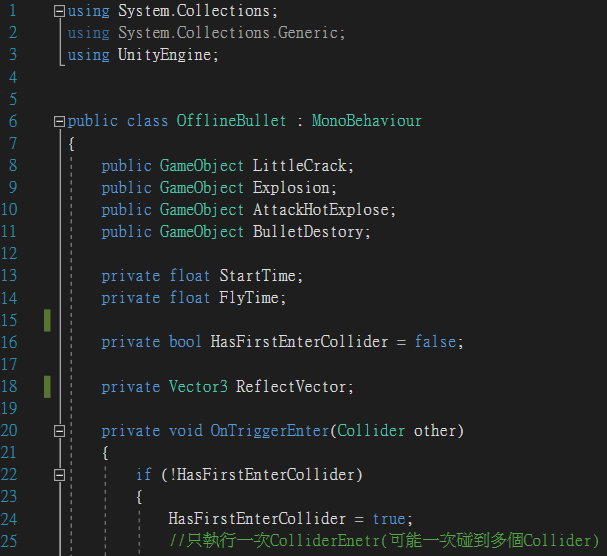 1 using System.Collections;
2 using System.Collections.Generic;
3 using UnityEngine;
4
5
6 public class OfflineBullet : MonoBehaviour
7 {
8 public GameObject LittleCrack;
9 public GameObject Explosion;
10 public GameObject AttackHotExplose;
11 public GameObject BulletDestory;
12
13 private float StartTime;
14 private float FlyTime;
15
16 private bool HasFirstEnterCollider = false;
17
18 private Vector3 ReflectVector;
19
20 private void OnTriggerEnter(Collider other)
21 {
22 if (!HasFirstEnterCollider)
23 {
24 HasFirstEnterCollider = true;
25 //只執行一次ColliderEnetr(可能一次碰到多個Collider)